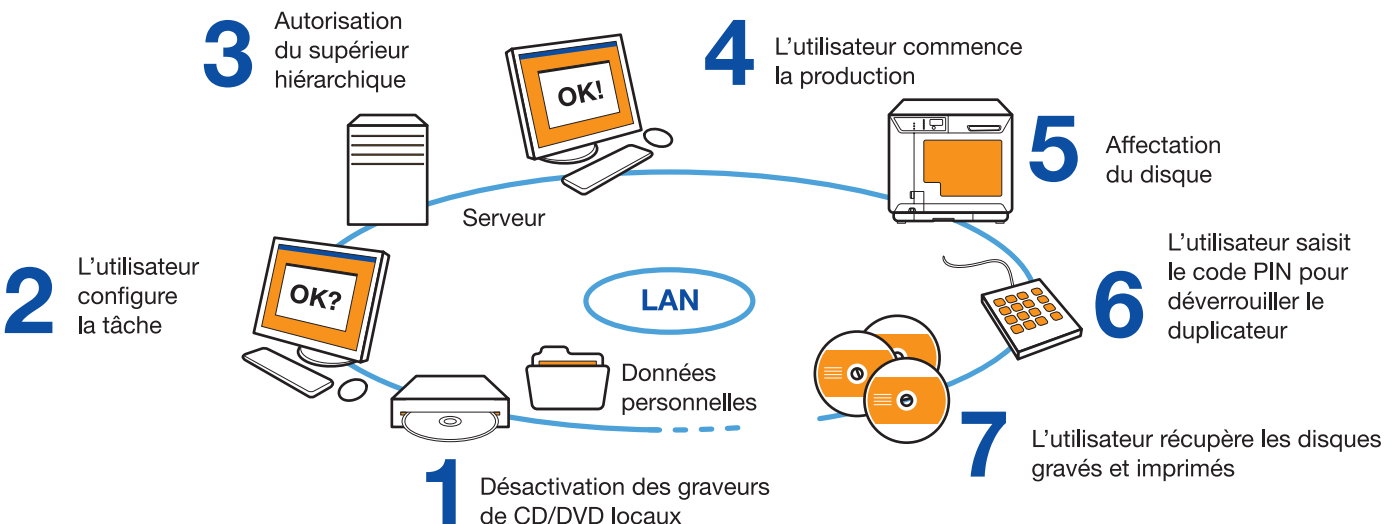 3
Autorisation
du supérieur
hiérarchique
OK!
4
L’utilisateur commence
la production
5
Affectation
du disque
Serveur
2
L’utilisateur
configure
la tâche
OK?
LAN
6
L’utilisateur saisit
le code PIN pour
déverrouiller le
duplicateur
Données
personnelles
1
Désactivation des graveurs
de CD/DVD locaux
7
L’utilisateur récupère les disques
gravés et imprimés